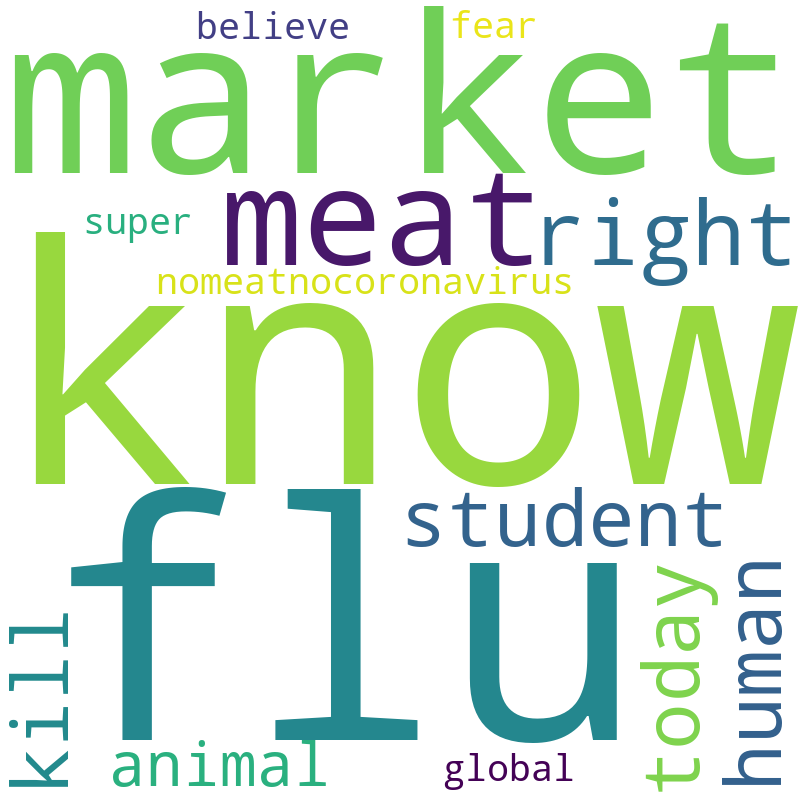 believe fear
market
meat right
super
nomeatnocoronavirus
know
flu
student
kill
today
human
animal
global